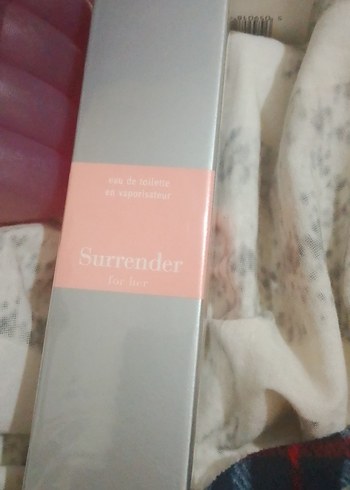 eau de toilette
en vaporisateur
Surrender
for her